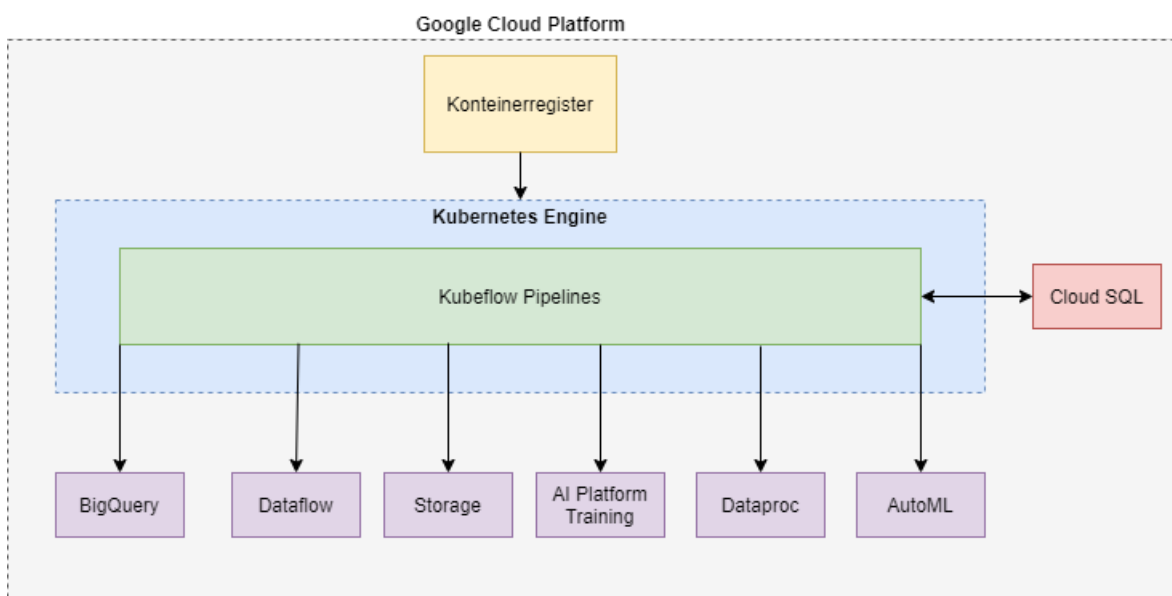 Google Cloud Platform
Konteinerregister
Kubernetes Engine
Kubeflow Pipelines
Cloud SQL
BigQuery
Dataflow
Storage
AI Platform
Training
Dataproc
AutoML